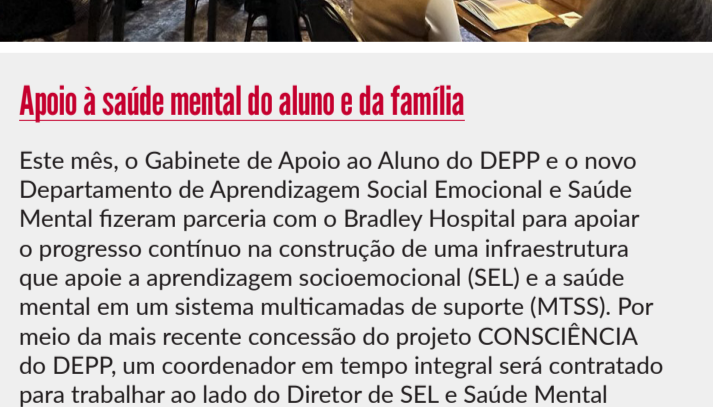 Apoio à saúde mental do aluno e da família
Este mês, o Gabinete de Apoio ao Aluno do DEPP e o novo
Departamento de Aprendizagem Social Emocional e Saúde
Mental fizeram parceria com o Bradley Hospital para apoiar
o progresso contínuo na construção de uma infraestrutura
que apoie a aprendizagem socioemocional (SEL) e a saúde
mental em um sistema multicamadas de suporte (MTSS). Por
meio da mais recente concessão do projeto CONSCIÊNCIA
do DEPP, um coordenador em tempo integral será contratado
para trabalhar ao lado do Diretor de SEL e Saúde Mental